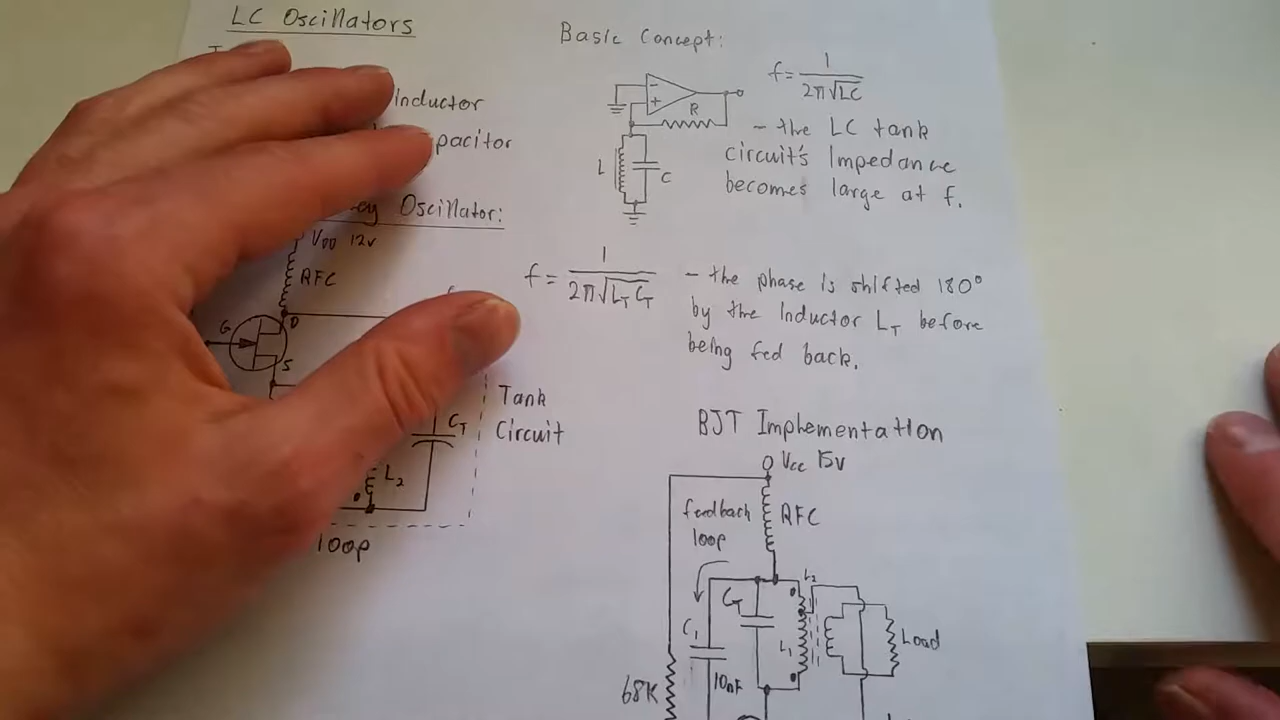 LC Oscillators
inductor
Oscillator:
VDD 12v
RFC
G
D
S
CT
L2
Tank
Circuit
loop
Basic Concept:
f= 1
2π√LC
-
+
R
L
C
- the LC tank
circuit's Impedance
becomes large at f.
f= 1
2π√LT CT
- the phase is shifted 180°
by the Inductor LT before
being fed back.
BJT Implementation
Vcc 15v
feedback
loop
RFC
CT
L2
C1
L1
Load
10nF
68K